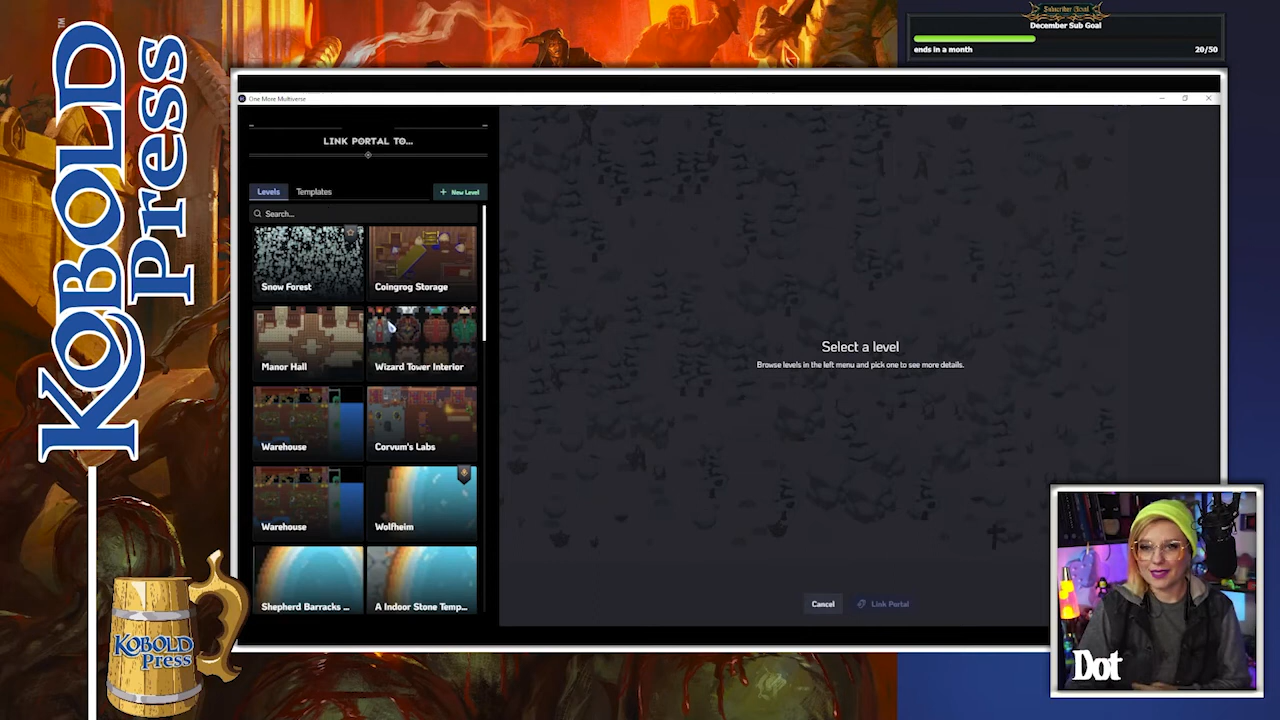 KOBOLD
Press
TM
Subscriber Goal
December Sub Goal
ends in a month
20/50
One More Multiverse
LINK PORTAL TO...
Levels
Templates
+ New Level
Search...
Snow Forest
Coingrog Storage
Manor Hall
Wizard Tower Interior
Warehouse
Corvum's Labs
Warehouse
Wolfheim
Shepherd Barracks ...
A Indoor Stone Temp...
Select a level
Browse levels in the left menu and pick one to see more details.
Cancel
Link Portal
KOBOLD
Press
Dot